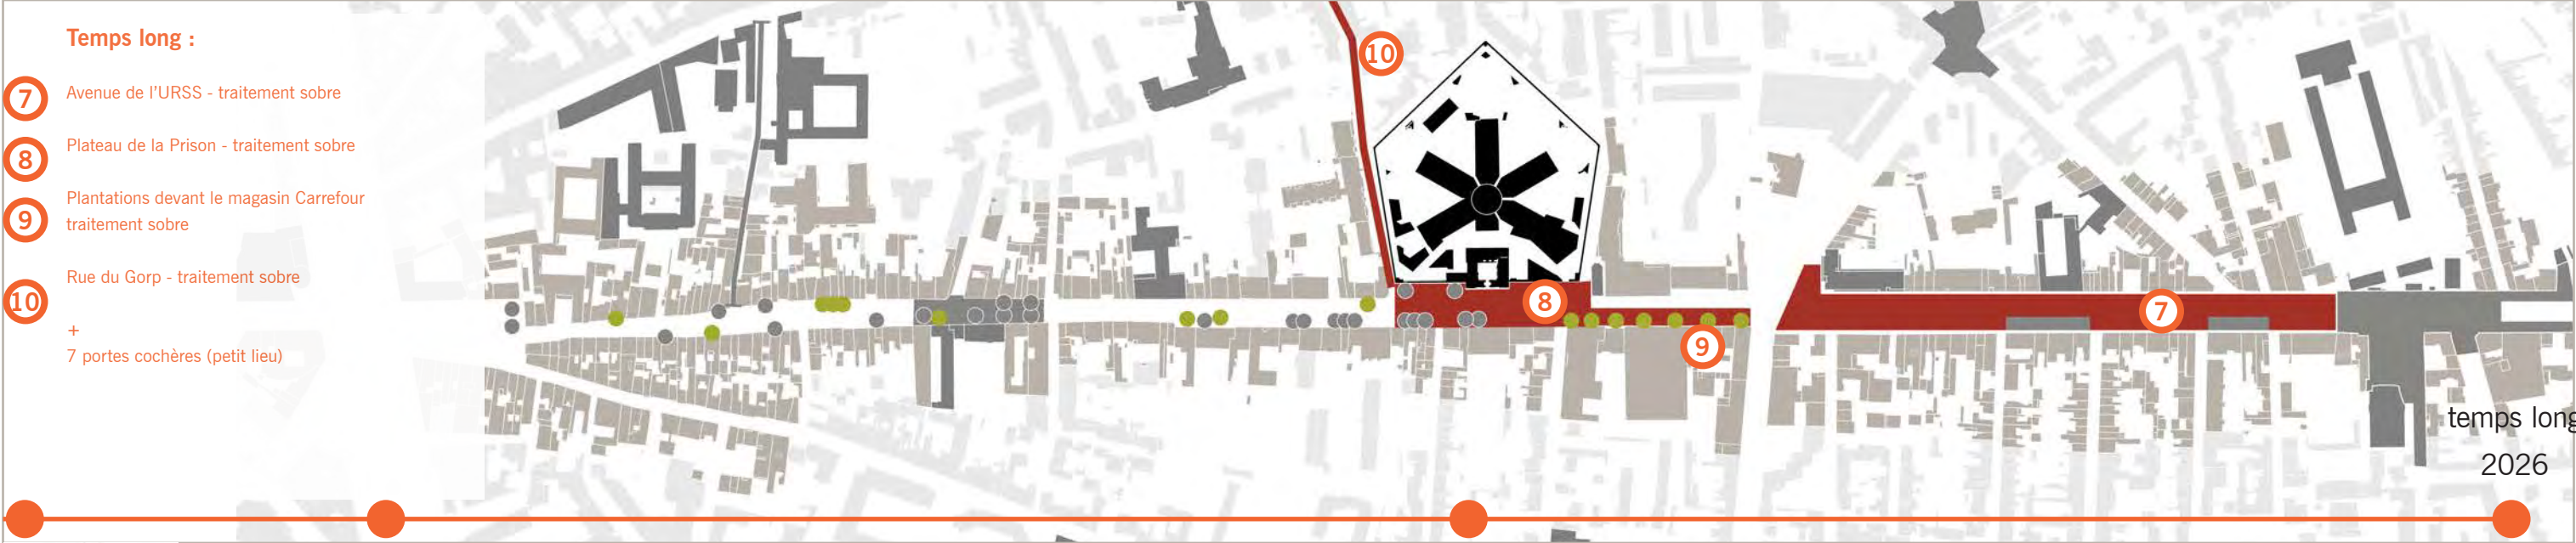 Temps long :
7
Avenue de l'URSS - traitement sobre
8
Plateau de la Prison - traitement sobre
9
Plantations devant le magasin Carrefour
traitement sobre
10
Rue du Gorp - traitement sobre
+
7 portes cochères (petit lieu)
10
8
9
7
temps long
2026